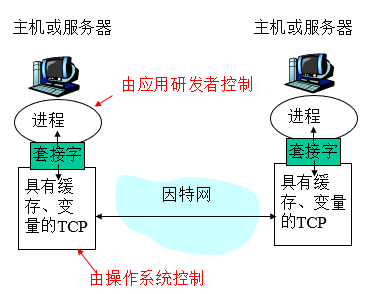 主机或服务器
主机或服务器
由应用研发者控制
进程
进程
套接字
套接字
具有缓
存、变
量的TCP
因特网
具有缓
存、变量
的TCP
由操作系统控制